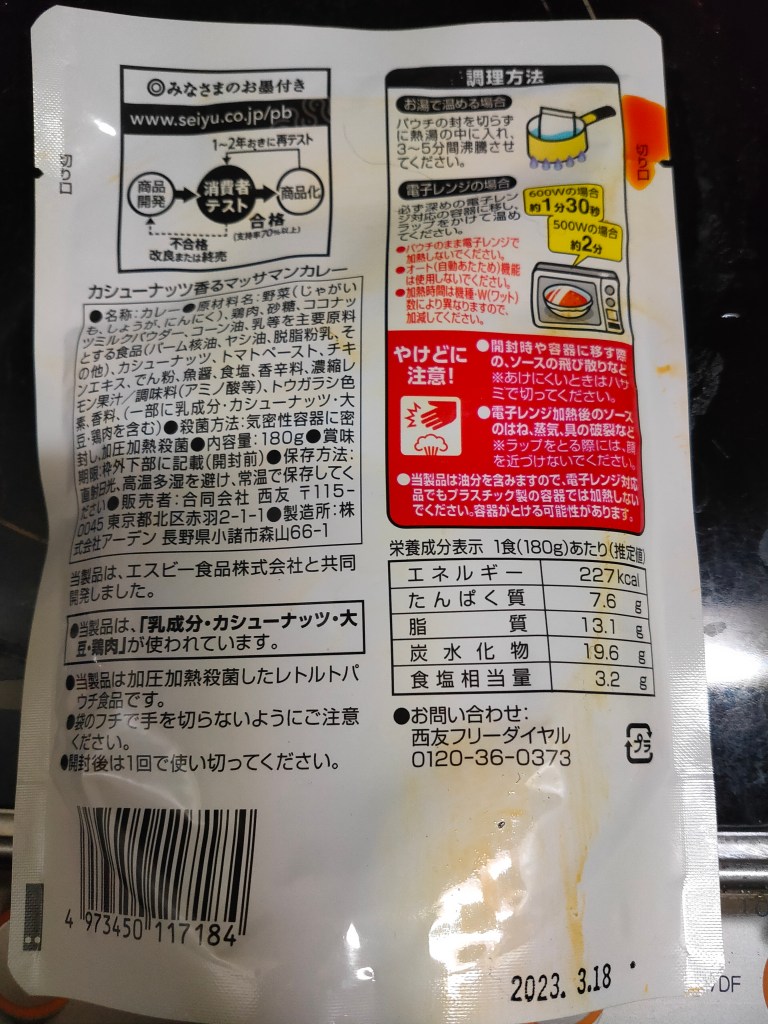 ◎みなさまのお墨付き
www.seiyu.co.jp/pb
1〜2年おきに再テスト
商品
開発
消費者
テスト
商品化
合格
(支持率70%以上)
不合格
改良または終売
切り口
カシューナッツ香るマッサマンカレー
●名称:カレー●原材料名:野菜(じゃがい
も、しょうが、にんにく)、鶏肉、砂糖、ココナッ
ツミルクパウダー、コーン油、乳等を主要原料
とする食品(パーム核油、ヤシ油、脱脂粉乳、そ
の他)、カシューナッツ、トマトペースト、チキ
ンエキス、でん粉、魚醤、食塩、香辛料、濃縮レ
モン果汁/調味料(アミノ酸等)、トウガラシ色
素、香料、(一部に乳成分・カシューナッツ・大
豆・鶏肉を含む)●殺菌方法:気密性容器に密
封し、加圧加熱殺菌●内容量:180g●賞味
期限:枠外下部に記載(開封前)●保存方法:
直射日光、高温多湿を避け、常温で保存してく
ださい●販売者:合同会社 西友 〒115-
0045 東京都北区赤羽2-1-1●製造所:株
式会社アーデン 長野県小諸市森山66-1
当製品は、エスビー食品株式会社と共同
開発しました。
●当製品は、「乳成分・カシューナッツ・大
豆・鶏肉」が使われています。
●当製品は加圧加熱殺菌したレトルトパ
ウチ食品です。
●袋のフチで手を切らないようにご注意
ください。
●開封後は1回で使い切ってください。
4 973450 117184
調理方法
お湯で温める場合
パウチの封を切らず
に熱湯の中に入れ、
3〜5分間沸騰させ
てください。
切り口
電子レンジの場合
必ず深めの電子レン
ジ対応の容器に移し、
ラップをかけて温め
てください。
600Wの場合
約1分30秒
500Wの場合
約2分
●パウチのまま電子レンジで
加熱しないでください。
●オート(自動あたため)機能
は使用しないでください。
●加熱時間は機種・W(ワット)
数により異なりますので、
加減してください。
やけどに
注意!
●開封時や容器に移す際
の、ソースの飛び散りなど
※あけにくいときはハサ
ミで切ってください。
●電子レンジ加熱後のソース
のはね、蒸気、具の破裂など
※ラップをとる際には、顔
を近づけないでください。
●当製品は油分を含みますので、電子レンジ対応
品でもプラスチック製の容器では加熱しない
でください。容器がとける可能性があります。
栄養成分表示 1食(180g)あたり(推定値)
エネルギー 227kcal
たんぱく質 7.6 g
脂質 13.1 g
炭水化物 19.6 g
食塩相当量 3.2 g
●お問い合わせ:
西友フリーダイヤル
0120-36-0373
プラ
2023. 3.18